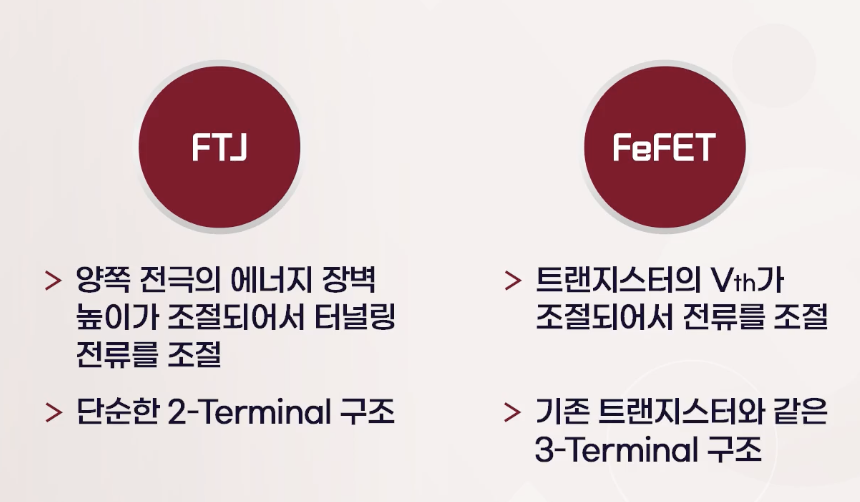 FTJ
> 양쪽 전극의 에너지 장벽
높이가 조절되어서 터널링
전류를 조절
> 단순한 2-Terminal 구조
FeFET
> 트랜지스터의 Vth가
조절되어서 전류를 조절
> 기존 트랜지스터와 같은
3-Terminal 구조